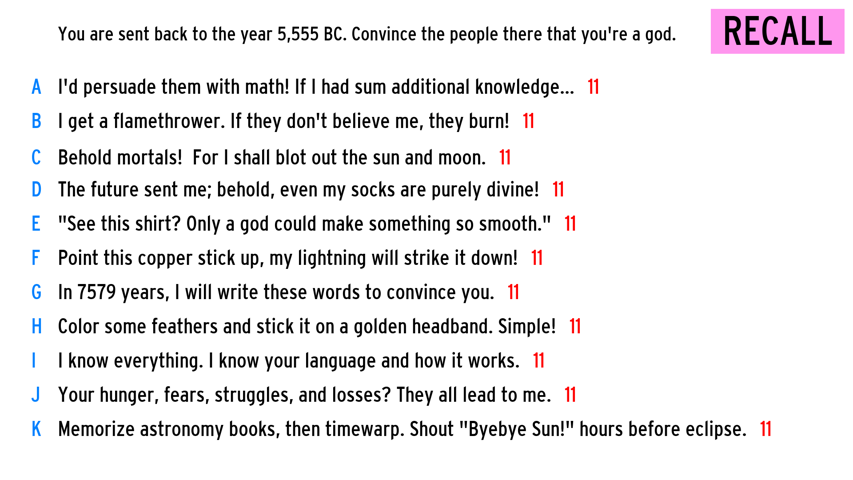 You are sent back to the year 5,555 BC. Convince the people there that you're a god.
RECALL
A I'd persuade them with math! If I had sum additional knowledge... 11
B I get a flamethrower. If they don't believe me, they burn! 11
C Behold mortals! For I shall blot out the sun and moon. 11
D The future sent me; behold, even my socks are purely divine! 11
E "See this shirt? Only a god could make something so smooth." 11
F Point this copper stick up, my lightning will strike it down! 11
G In 7579 years, I will write these words to convince you. 11
H Color some feathers and stick it on a golden headband. Simple! 11
I I know everything. I know your language and how it works. 11
J Your hunger, fears, struggles, and losses? They all lead to me. 11
K Memorize astronomy books, then timewarp. Shout "Byebye Sun!" hours before eclipse. 11